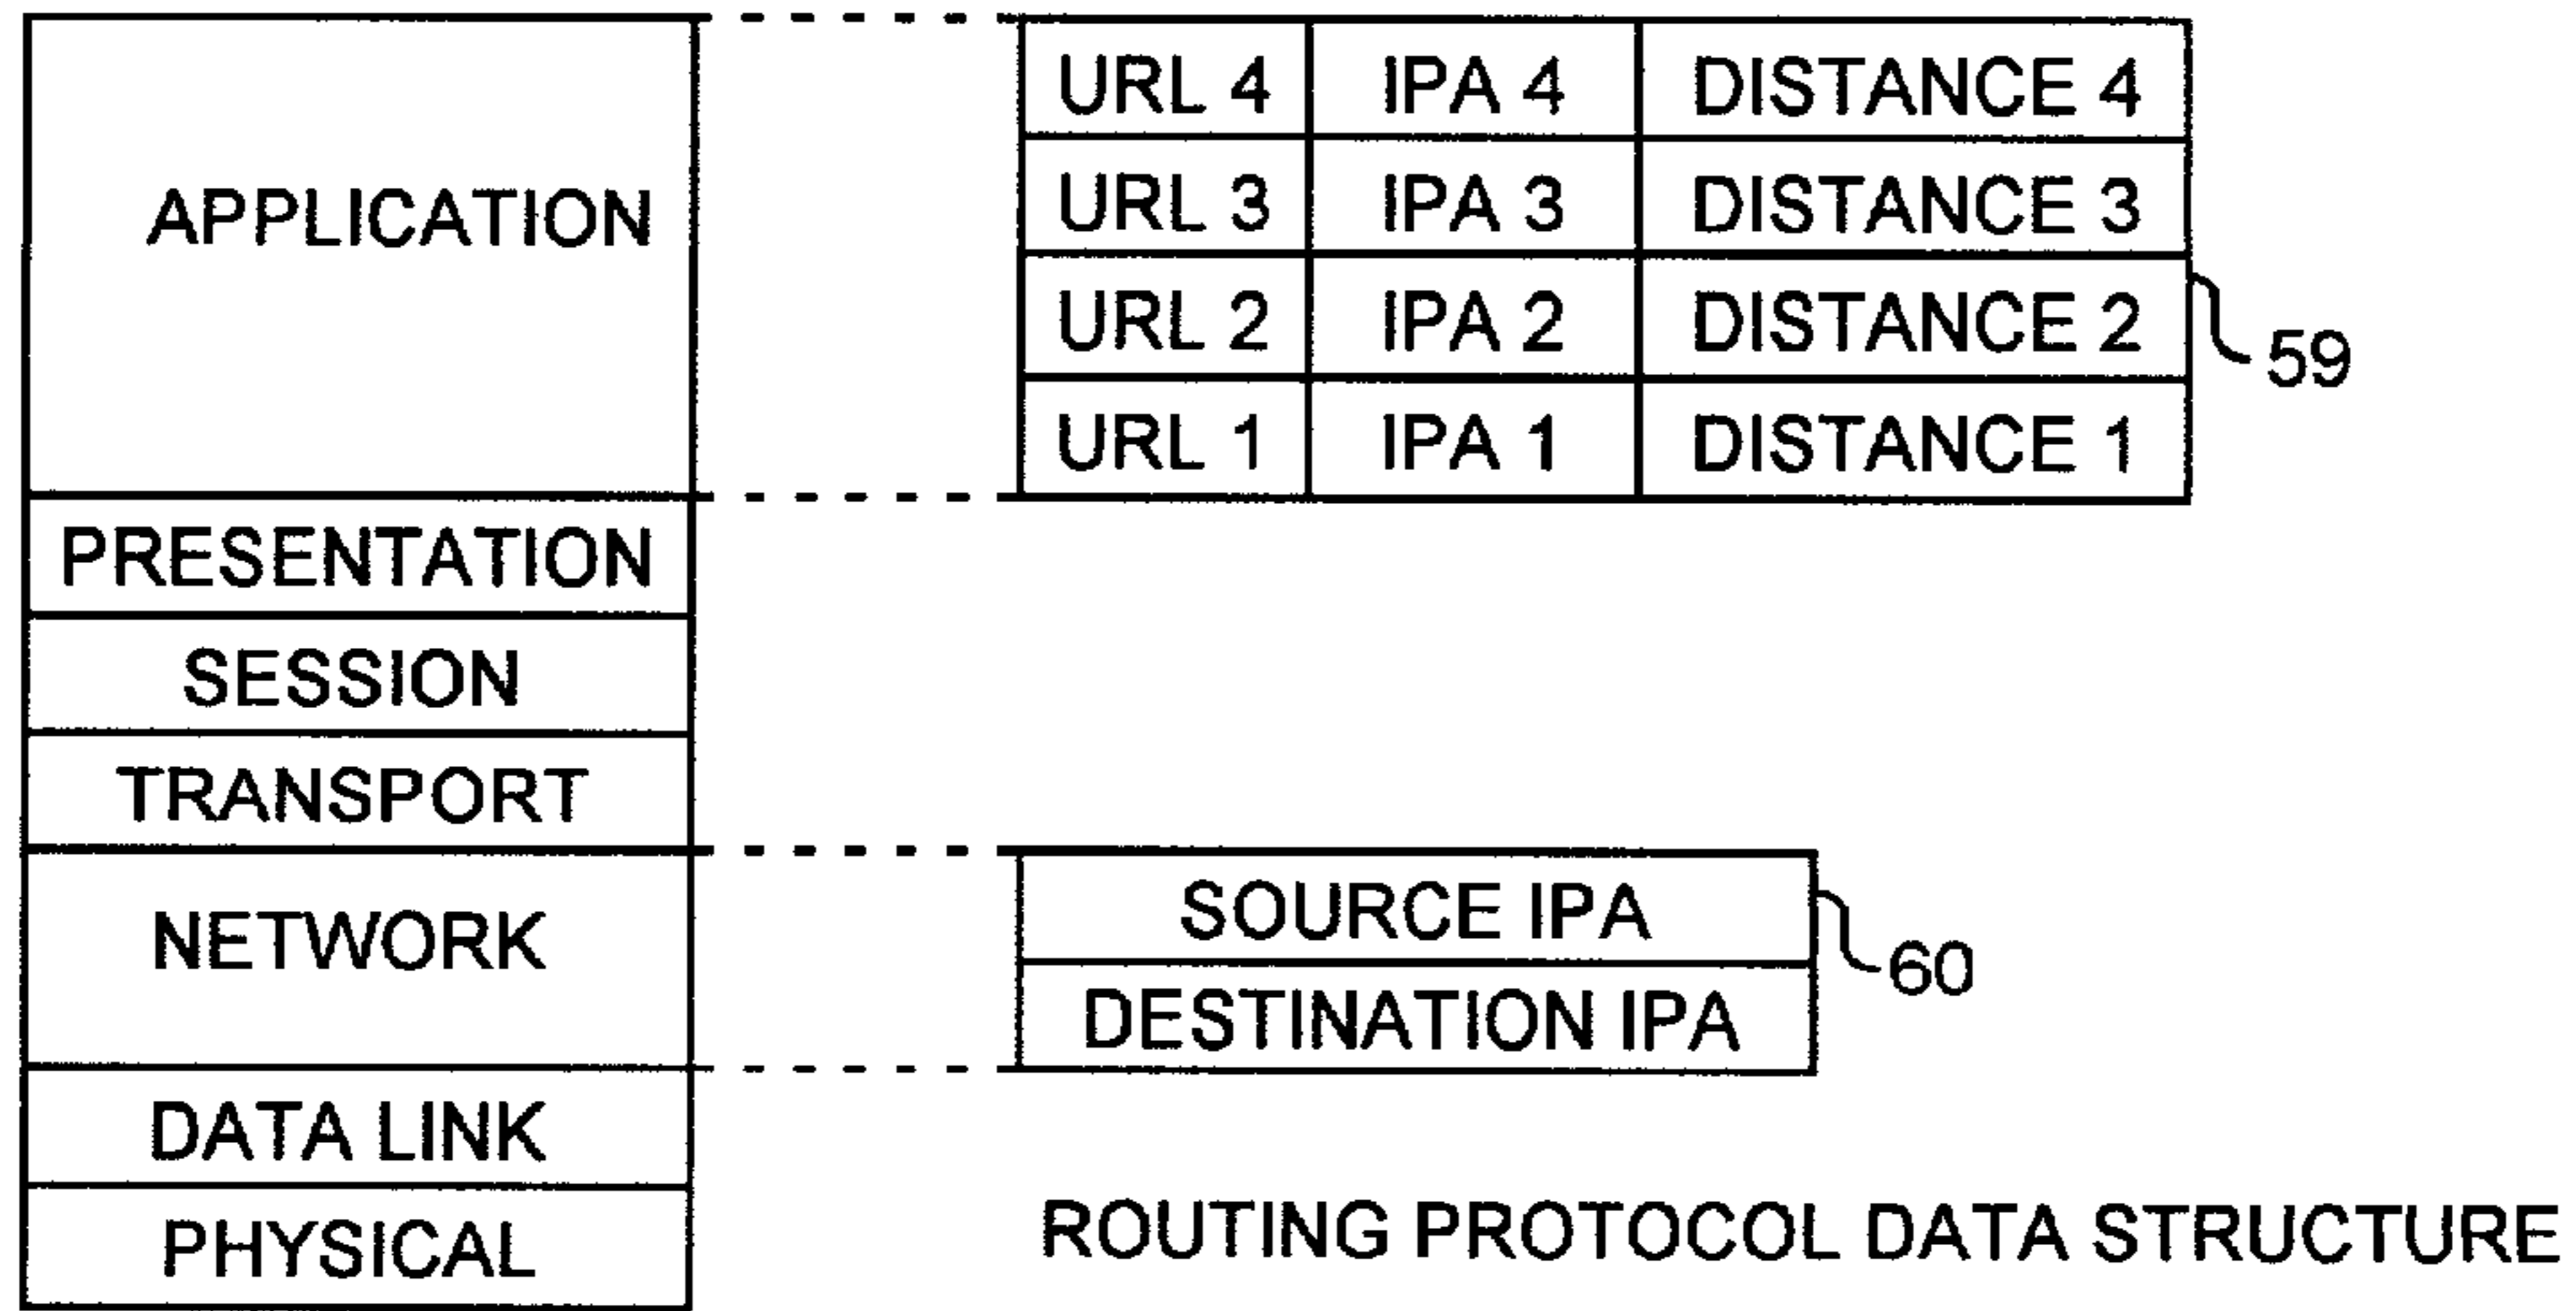 APPLICATION
URL 4 IPA 4 DISTANCE 4
URL 3 IPA 3 DISTANCE 3
URL 2 IPA 2 DISTANCE 2
URL 1 IPA 1 DISTANCE 1
59
PRESENTATION
SESSION
TRANSPORT
NETWORK
SOURCE IPA
DESTINATION IPA
60
DATA LINK
PHYSICAL
ROUTING PROTOCOL DATA STRUCTURE